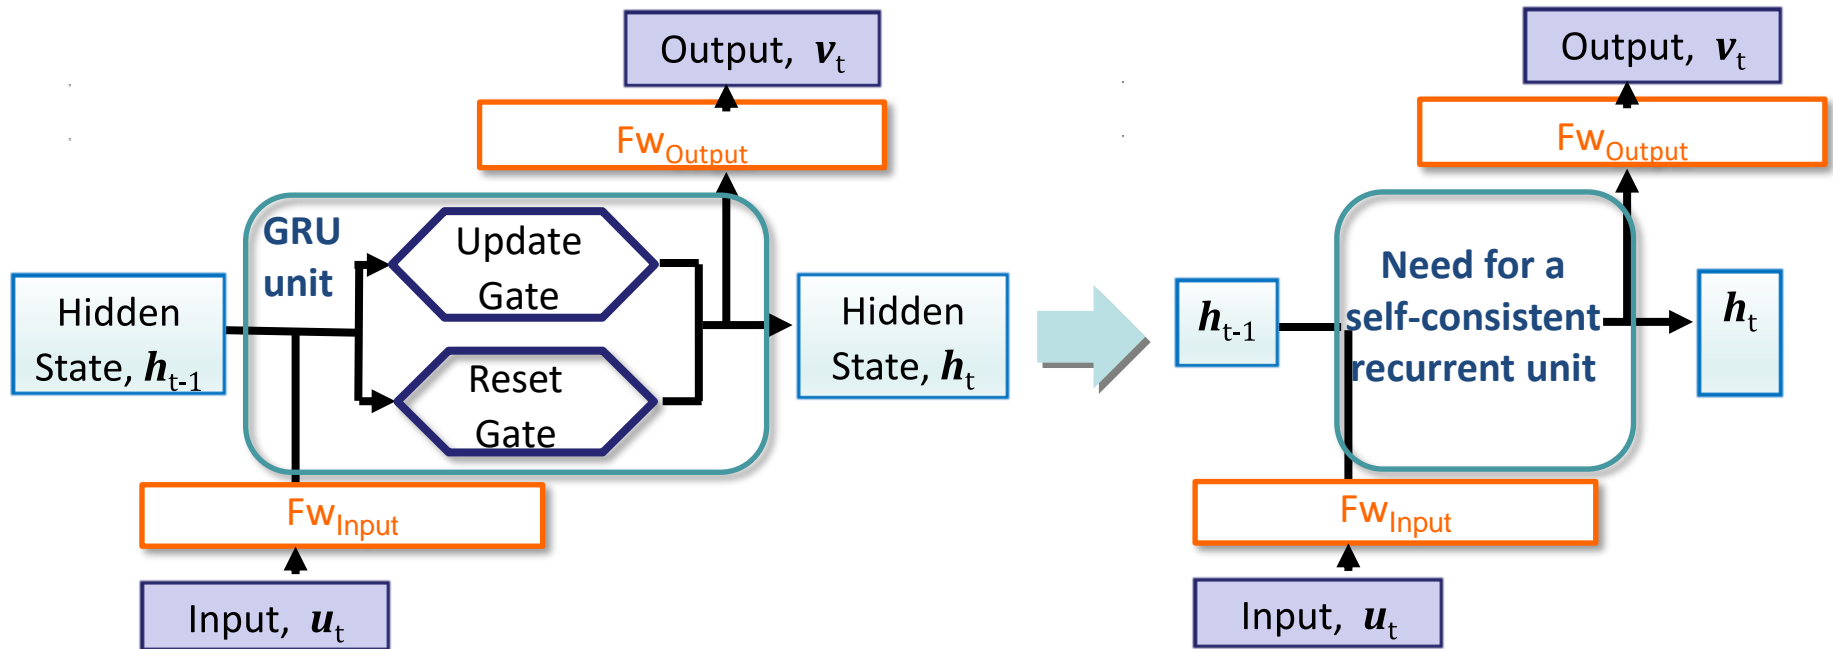 Output, vt
FwOutput
GRU
unit
Update
Gate
Hidden
State, ht-1
Reset
Gate
Hidden
State, ht
FwInput
Input, ut
Output, vt
FwOutput
ht-1
Need for a
self-consistent
recurrent unit
ht
FwInput
Input, ut